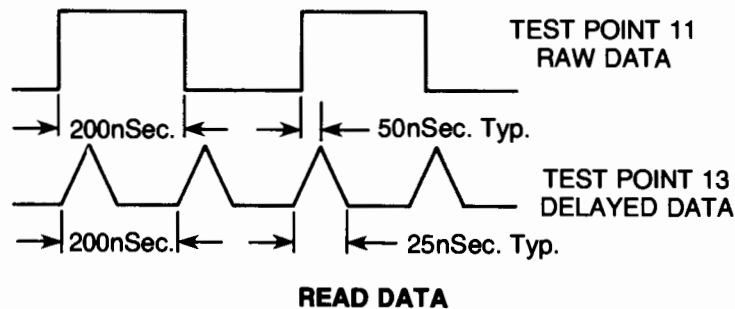 TEST POINT 11
RAW DATA
200nSec.
50nSec. Typ.
TEST POINT 13
DELAYED DATA
200nSec.
25nSec. Typ.
READ DATA